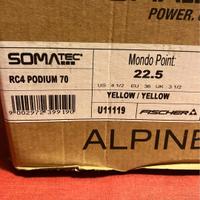 POWER.
SOMATEC
RC4 PODIUM 70
Mondo Point:
22.5
US: 4 1/2 EU: 36 UK: 3 1/2
YELLOW / YELLOW
9 002972 399190
U11119
FISCHER
ALPINE